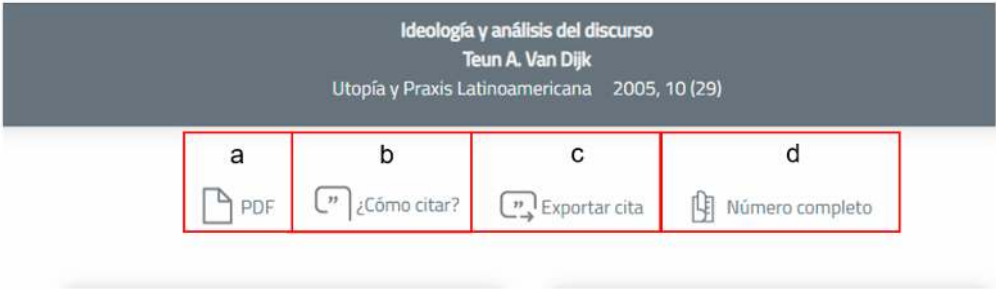 Ideología y análisis del discurso
Teun A. Van Dijk
Utopía y Praxis Latinoamericana 2005, 10 (29)
a b c d
PDF ¿Cómo citar? Exportar cita Número completo